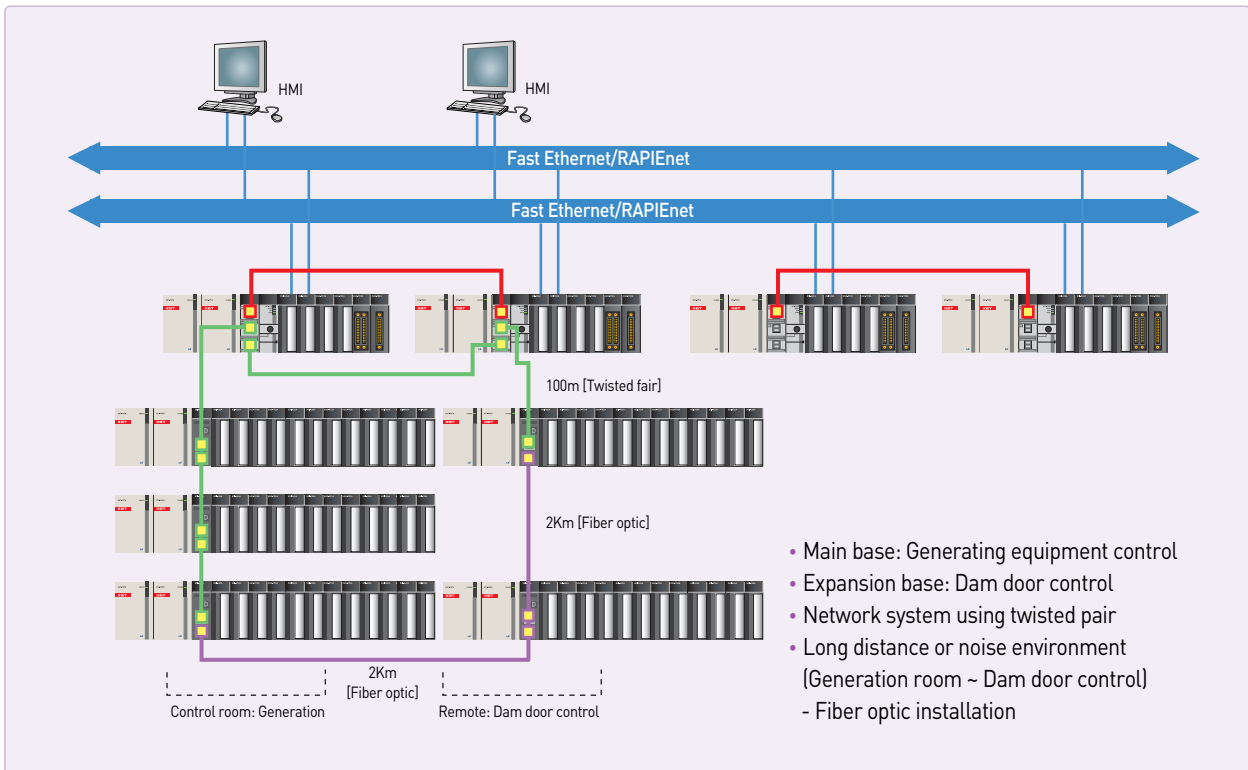 HMI
HMI
Fast Ethernet/RAPIEnet
Fast Ethernet/RAPIEnet
100m [Twisted fair]
2Km [Fiber optic]
2Km
[Fiber optic]
Control room: Generation
Remote: Dam door control
• Main base: Generating equipment control
• Expansion base: Dam door control
• Network system using twisted pair
• Long distance or noise environment
(Generation room ~ Dam door control)
- Fiber optic installation